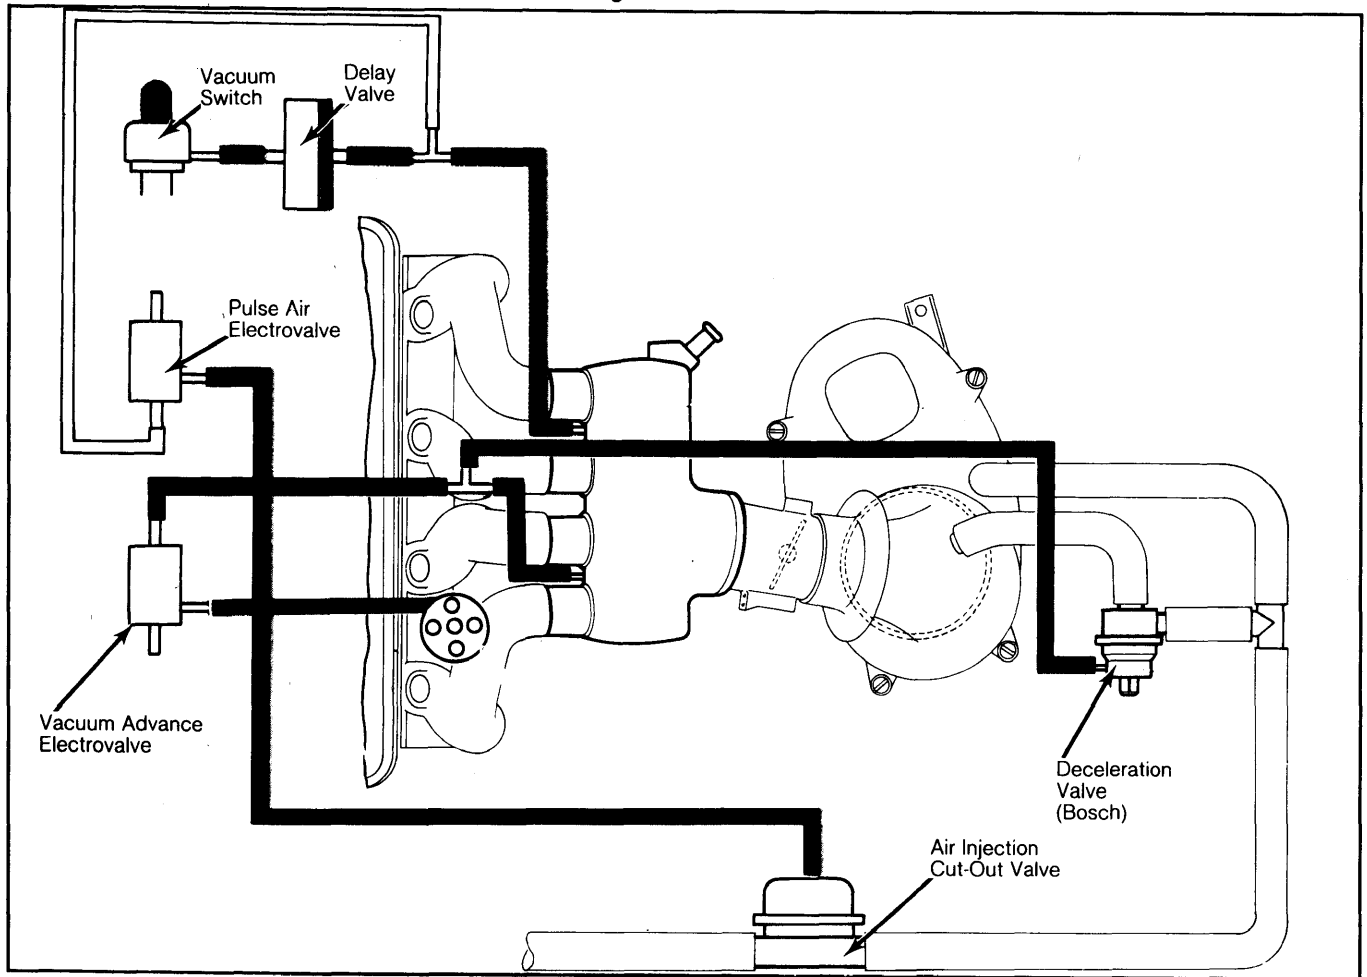 Vacuum
Switch
Delay
Valve
Pulse Air
Electrovalve
Vacuum Advance
Electrovalve
Deceleration
Valve
(Bosch)
Air Injection
Cut-Out Valve